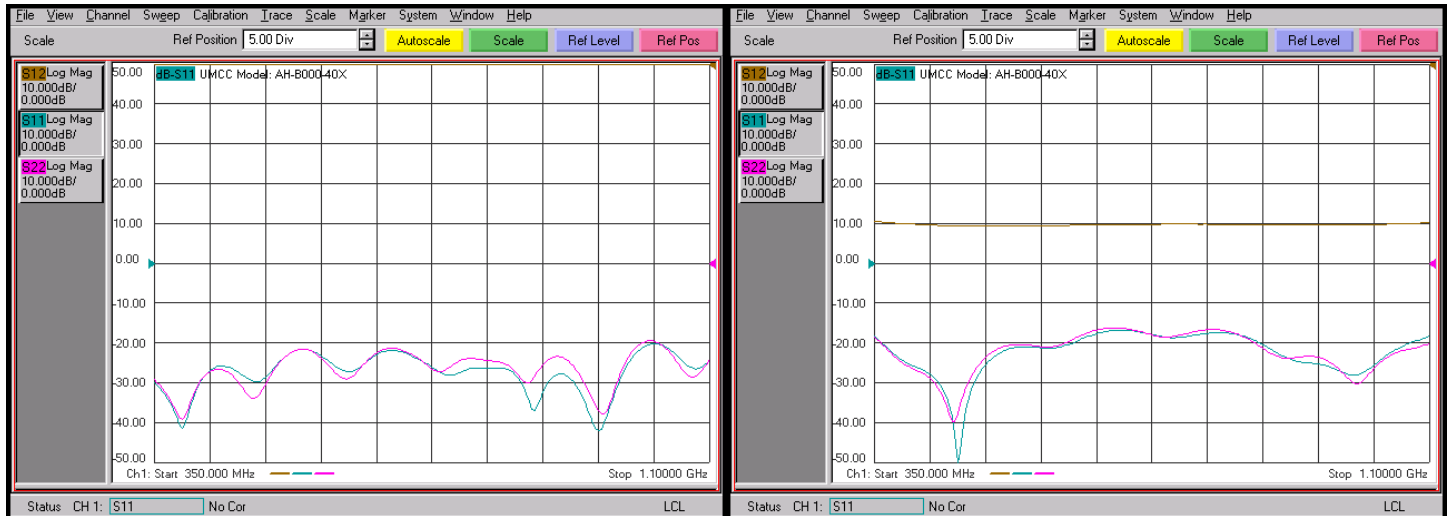 File View Channel Sweep Calibration Trace Scale Marker System Window Help
Scale Ref Position 5.00 Div Autoscale Scale Ref Level Ref Pos
S12 Log Mag
10.000dB/
0.000dB
S11 Log Mag
10.000dB/
0.000dB
S22 Log Mag
10.000dB/
0.000dB
50.00
40.00
30.00
20.00
10.00
0.00
-10.00
-20.00
-30.00
-40.00
-50.00
dB-S11 UMCC Model: AH-B000-40X
Ch1: Start 350.000 MHz Stop 1.10000 GHz
Status CH 1: S11 No Cor LCL
File View Channel Sweep Calibration Trace Scale Marker System Window Help
Scale Ref Position 5.00 Div Autoscale Scale Ref Level Ref Pos
S12 Log Mag
10.000dB/
0.000dB
S11 Log Mag
10.000dB/
0.000dB
S22 Log Mag
10.000dB/
0.000dB
50.00
40.00
30.00
20.00
10.00
0.00
-10.00
-20.00
-30.00
-40.00
-50.00
dB-S11 UMCC Model: AH-B000-40X
Ch1: Start 350.000 MHz Stop 1.10000 GHz
Status CH 1: S11 No Cor LCL